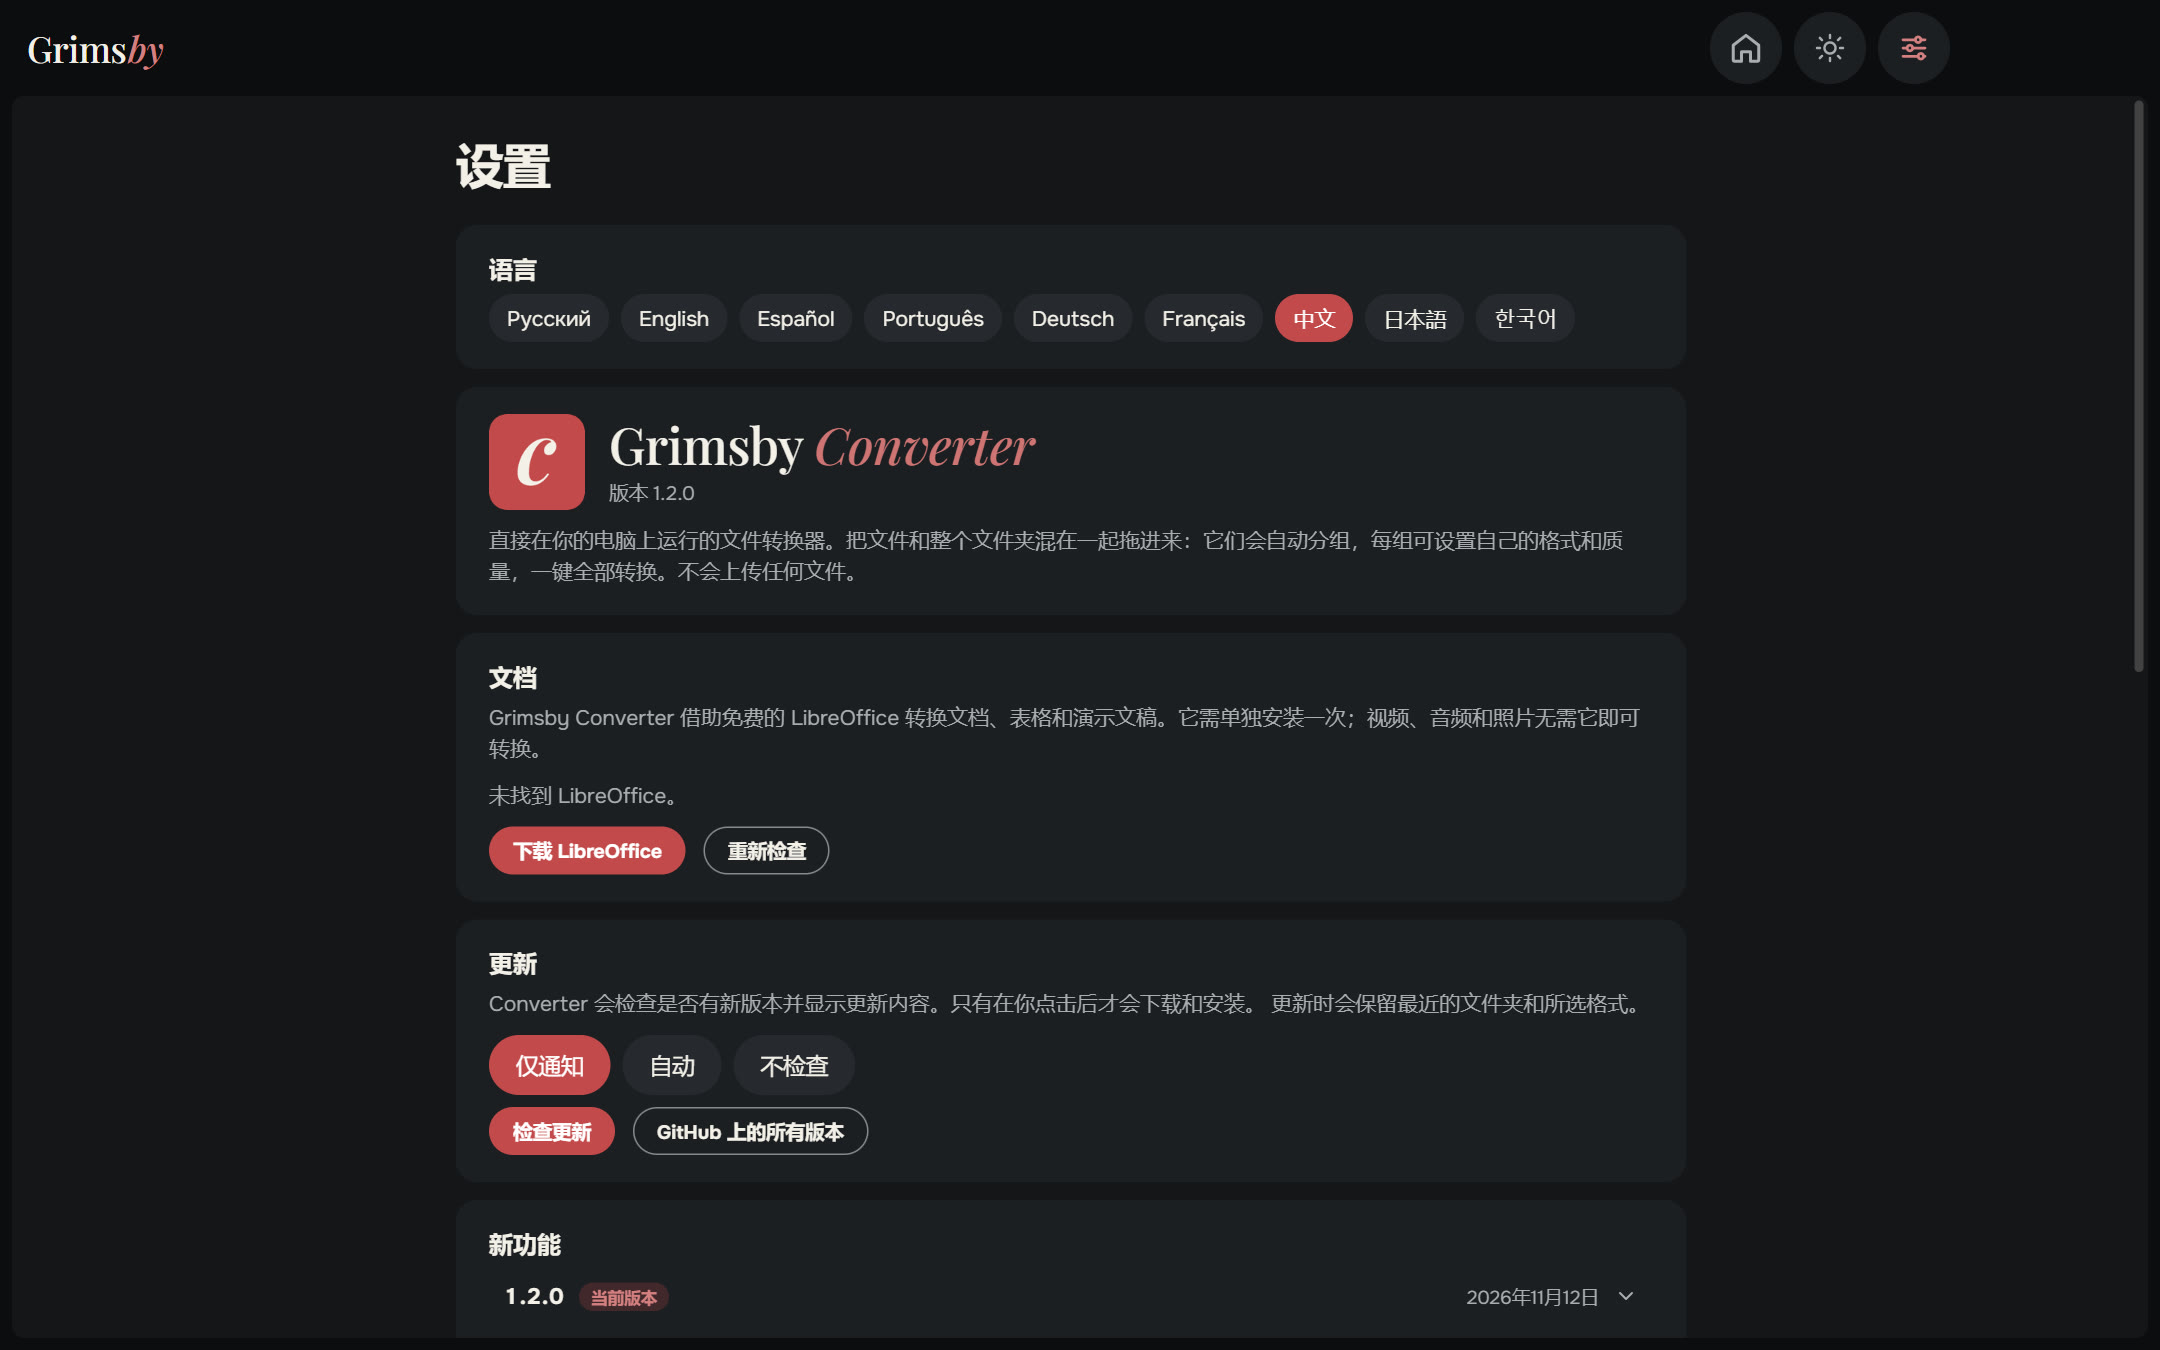 Grimsby
设置
语言
Русский English Español Português Deutsch Français 中文 日本語 한국어
C
Grimsby Converter
版本 1.2.0
直接在你的电脑上运行的文件转换器。把文件和整个文件夹混在一起拖进来：它们会自动分组，每组可设置自己的格式和质
量，一键全部转换。不会上传任何文件。
文档
Grimsby Converter 借助免费的 LibreOffice 转换文档、表格和演示文稿。它需单独安装一次；视频、音频和照片无需它即可
转换。
未找到 LibreOffice。
下载 LibreOffice 重新检查
更新
Converter 会检查是否有新版本并显示更新内容。只有在你点击后才会下载和安装。 更新时会保留最近的文件夹和所选格式。
仅通知 自动 不检查
检查更新 GitHub 上的所有版本
新功能
1.2.0 当前版本 2026年11月12日